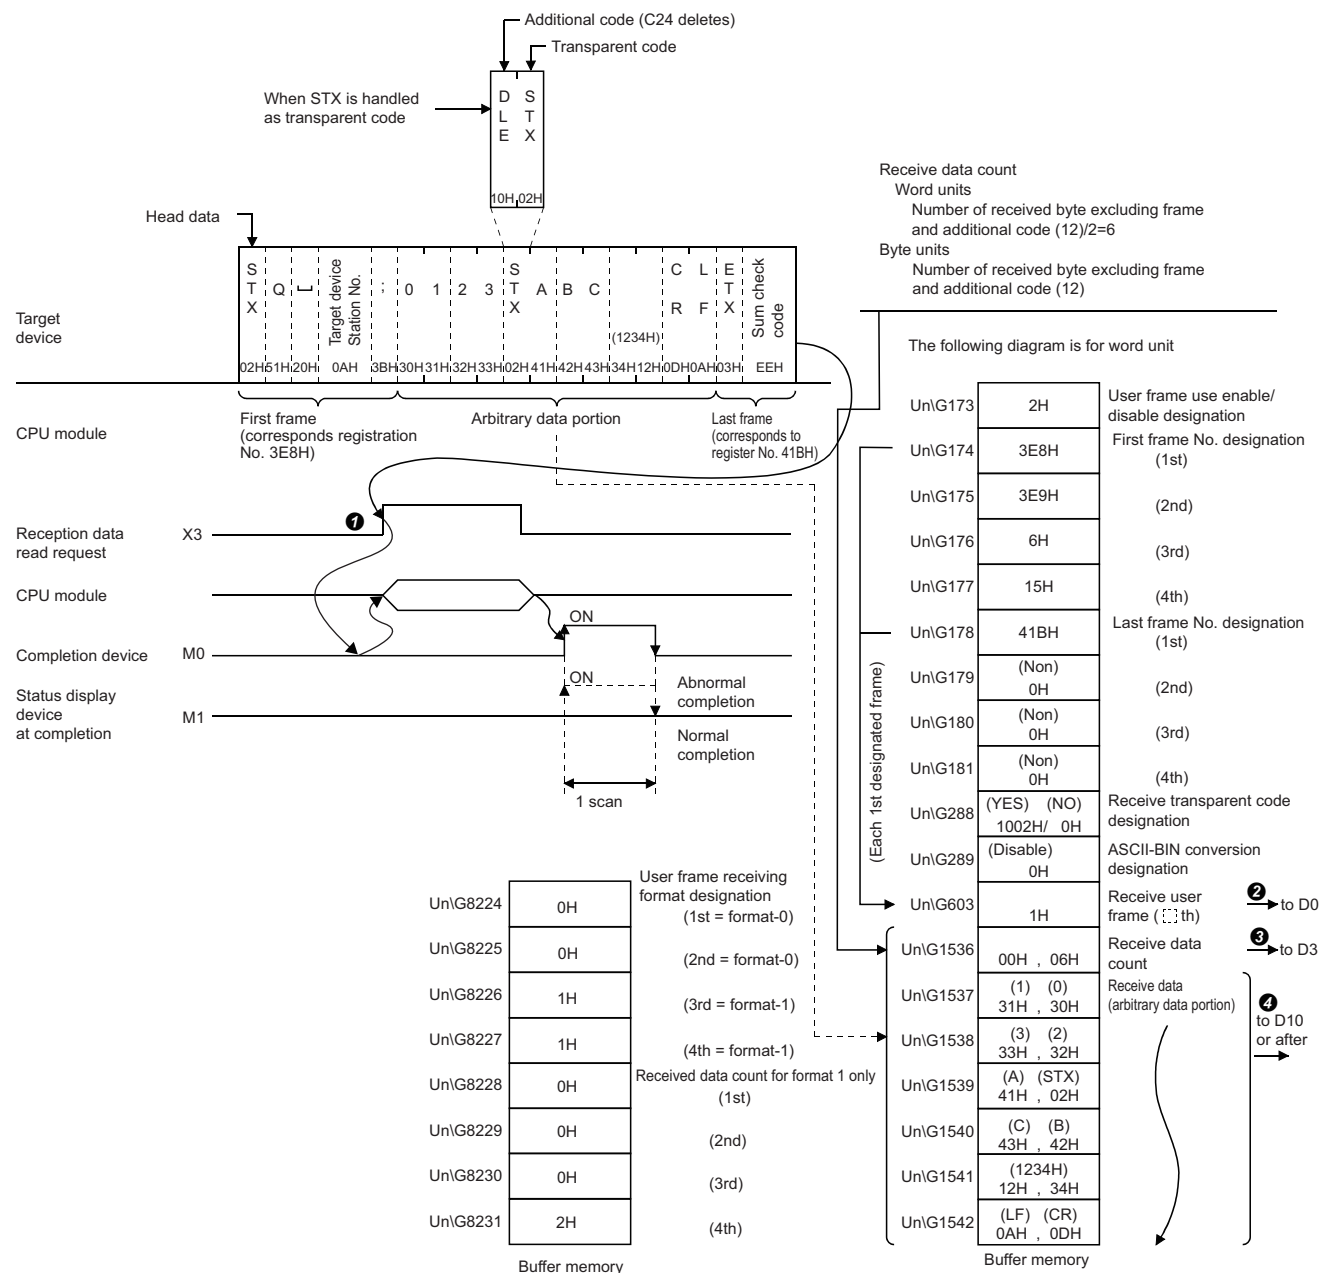 Additional code (C24 deletes)
Transparent code
When STX is handled
as transparent code
D S
L T
E X
10H 02H
Head data
Target
device
S T X
Q
Target device
Station No.
;
0 1 2 3
S T X
A B C
(1234H)
C R
L F
E T X
Sum check
code
02H 51H 20H 0AH 3BH 30H 31H 32H 33H 02H 41H 42H 43H 34H 12H 0DH 0AH 03H EEH
First frame
(corresponds registration
No. 3E8H)
Arbitrary data portion
Last frame
(corresponds to
register No. 41BH)
CPU module
Reception data
read request
X3
1
CPU module
Completion device
M0
ON
Status display
device
at completion
M1
ON
Abnormal
completion
Normal
completion
1 scan
Receive data count
Word units
Number of received byte excluding frame
and additional code (12)/2=6
Byte units
Number of received byte excluding frame
and additional code (12)
The following diagram is for word unit
Un\G173 2H User frame use enable/
disable designation
Un\G174 3E8H First frame No. designation
(1st)
Un\G175 3E9H (2nd)
Un\G176 6H (3rd)
Un\G177 15H (4th)
Un\G178 41BH Last frame No. designation
(1st)
Un\G179 (Non)
0H (2nd)
Un\G180 (Non)
0H (3rd)
Un\G181 (Non)
0H (4th)
Un\G288 (YES) (NO)
1002H/ 0H Receive transparent code
designation
Un\G289 (Disable)
0H ASCII-BIN conversion
designation
Un\G603 1H Receive user
frame ( th)
2 to D0
(Each 1st designated frame)
Un\G1536 00H , 06H Receive data
count
3 to D3
Un\G1537 (1) (0)
31H , 30H Receive data
(arbitrary data portion)
Un\G1538 (3) (2)
33H , 32H
4
to D10
or after
Un\G1539 (A) (STX)
41H , 02H
Un\G1540 (C) (B)
43H , 42H
Un\G1541 (1234H)
12H , 34H
Un\G1542 (LF) (CR)
0AH , 0DH
Buffer memory
User frame receiving
format designation
Un\G8224 0H (1st = format-0)
Un\G8225 0H (2nd = format-0)
Un\G8226 1H (3rd = format-1)
Un\G8227 1H (4th = format-1)
Received data count for format 1 only
Un\G8228 0H (1st)
Un\G8229 0H (2nd)
Un\G8230 0H (3rd)
Un\G8231 2H (4th)
Buffer memory